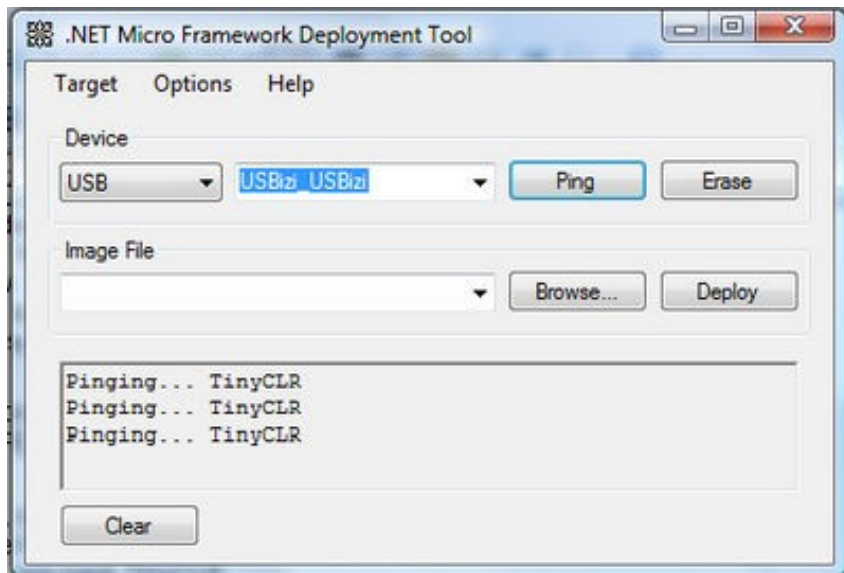 .NET Micro Framework Deployment Tool
Target Options Help
Device
USB USBizi_USBizi Ping Erase
Image File
Browse... Deploy
Pinging... TinyCLR
Pinging... TinyCLR
Pinging... TinyCLR
Clear